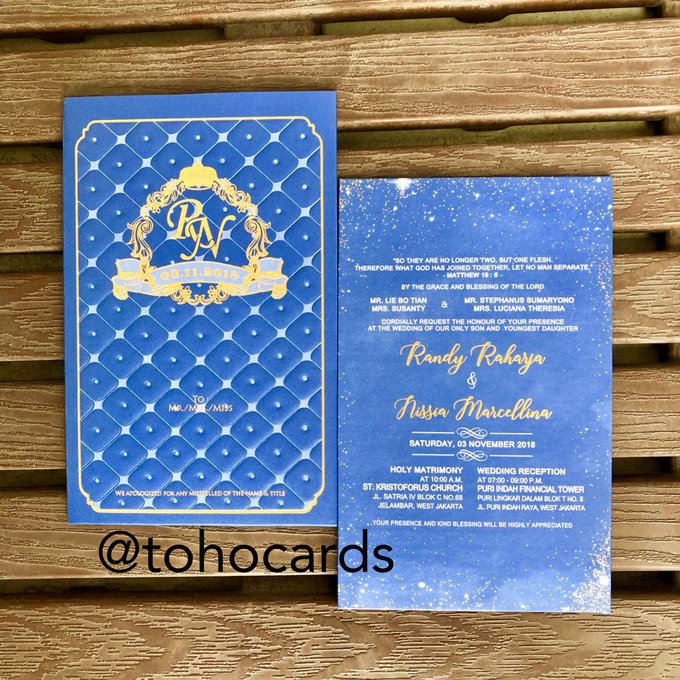 RN
03.11.2018
TO
MR./MRS./MISS
WE APOLOGIZED FOR ANY MISSPELLED OF THE NAME & TITLE
"SO THEY ARE NO LONGER TWO, BUT ONE FLESH.
THEREFORE WHAT GOD HAS JOINED TOGETHER, LET NO MAN SEPARATE."
- MATTHEW 19 : 6 -
BY THE GRACE AND BLESSING OF THE LORD
MR. LIE BO TIAN
MRS. SUSANTY
&
MR. STEPHANUS SUMARYONO
MRS. LUCIANA THERESIA
CORDIALLY REQUEST THE HONOUR OF YOUR PRESENCE
AT THE WEDDING OF OUR ONLY SON AND YOUNGEST DAUGHTER
Randy Raharja
&
Nissia Marcellina
SATURDAY, 03 NOVEMBER 2018
HOLY MATRIMONY
AT 10:00 A.M.
ST. KRISTOFORUS CHURCH
JL. SATRIA IV BLOK C NO.68
JELAMBAR, WEST JAKARTA
WEDDING RECEPTION
AT 07:00 - 09:00 P.M.
PURI INDAH FINANCIAL TOWER
PURI LINGKAR DALAM BLOK T NO. 8
JL. PURI INDAH RAYA, WEST JAKARTA
YOUR PRESENCE AND KIND BLESSING WILL BE HIGHLY APPRECIATED
@tohocards